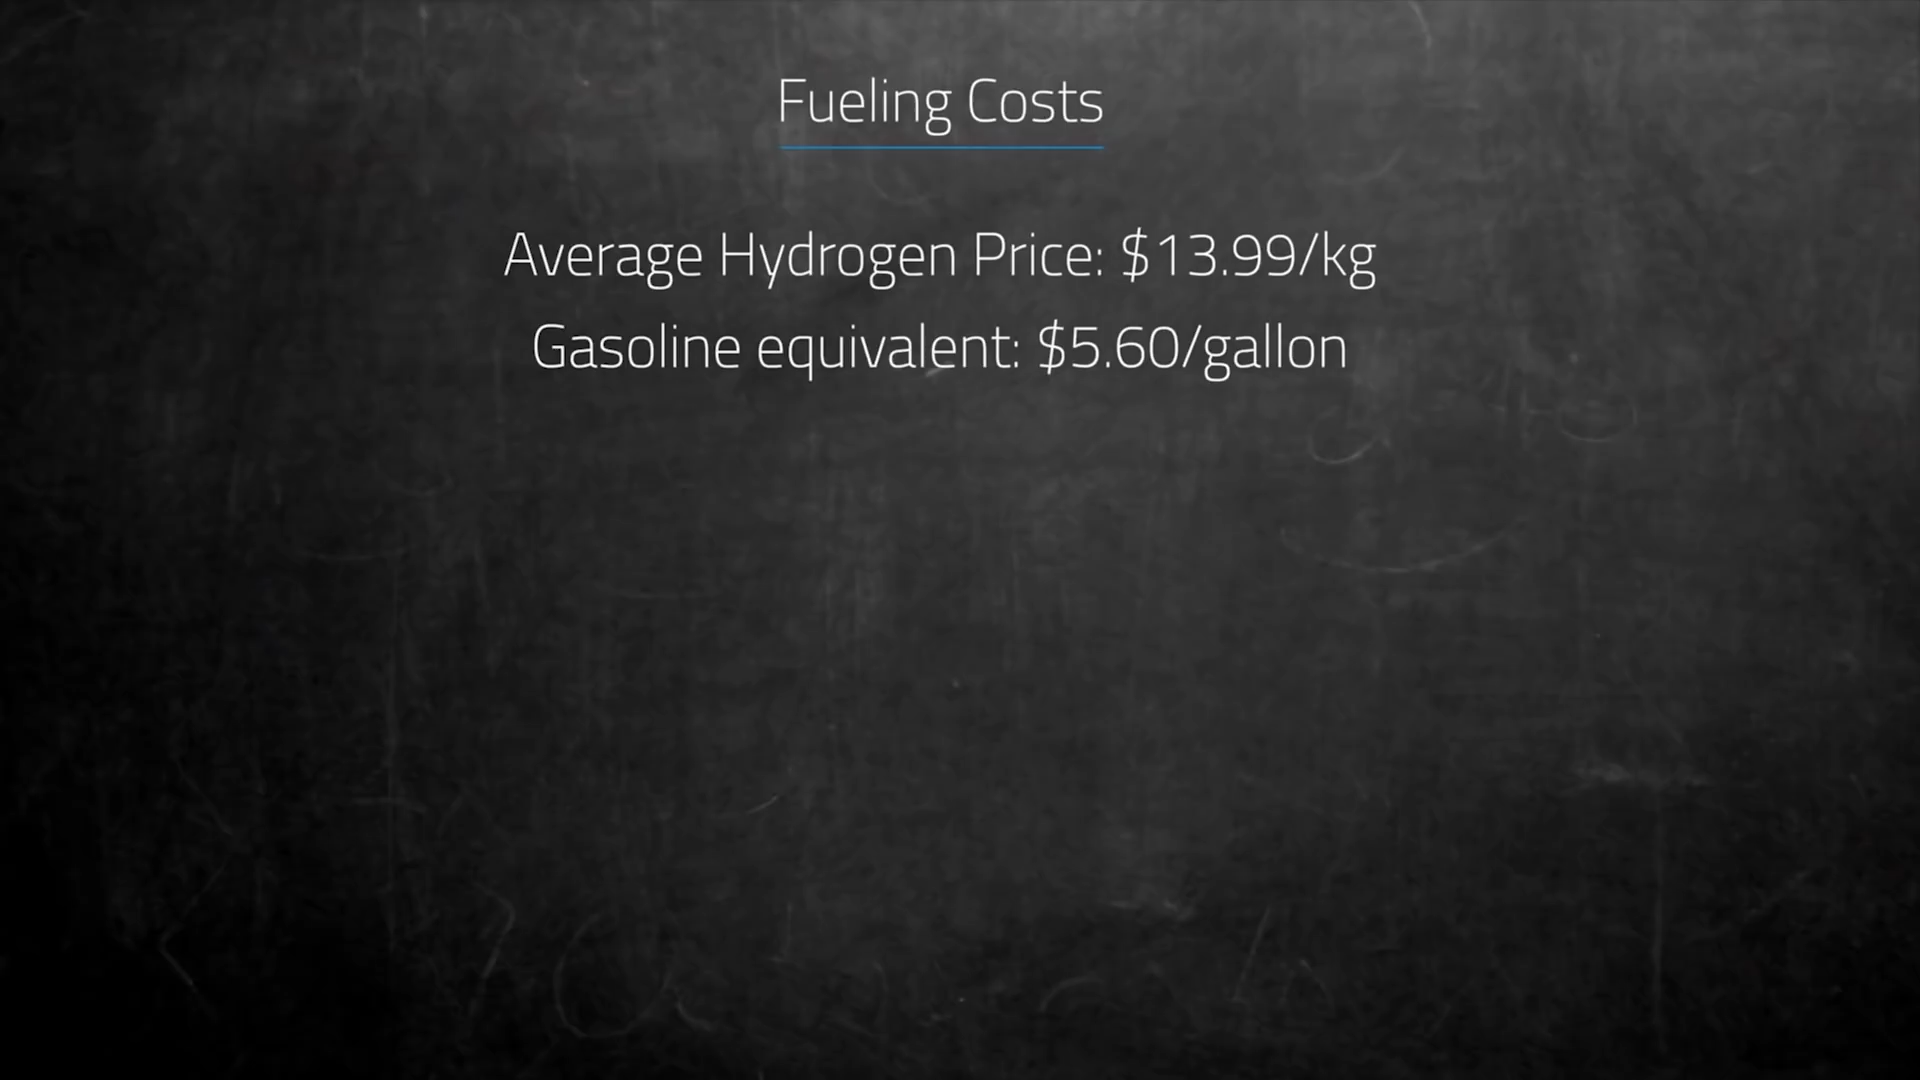 Fueling Costs
Average Hydrogen Price: $13.99/kg
Gasoline equivalent: $5.60/gallon